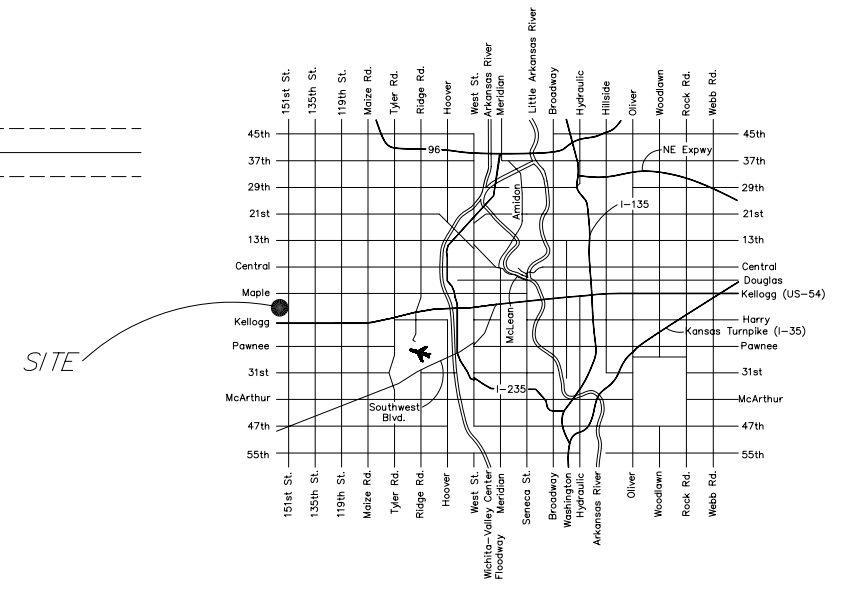 151st St.
135th St.
119th St.
Maize Rd.
Tyler Rd.
Ridge Rd.
Hoover
West St.
Arkansas River
Meridian
Little Arkansas River
Broadway
Hydraulic
Hillside
Oliver
Woodlawn
Rock Rd.
Webb Rd.
45th
37th
29th
21st
13th
Central
Maple
Kellogg
Pawnee
31st
McArthur
47th
55th
SITE
96
Amidon
McLean
NE Expwy
I-135
I-235
Southwest
Blvd.
45th
37th
29th
21st
13th
Central
Douglas
Kellogg (US-54)
Harry
Kansas Turnpike (I-35)
Pawnee
31st
McArthur
47th
55th
151st St.
135th St.
119th St.
Maize Rd.
Tyler Rd.
Ridge Rd.
Hoover
West St.
Wichita-Valley Center
Floodway
Meridian
Seneca St.
Broadway
Washington
Hydraulic
Arkansas River
Oliver
Woodlawn
Rock Rd.
Webb Rd.